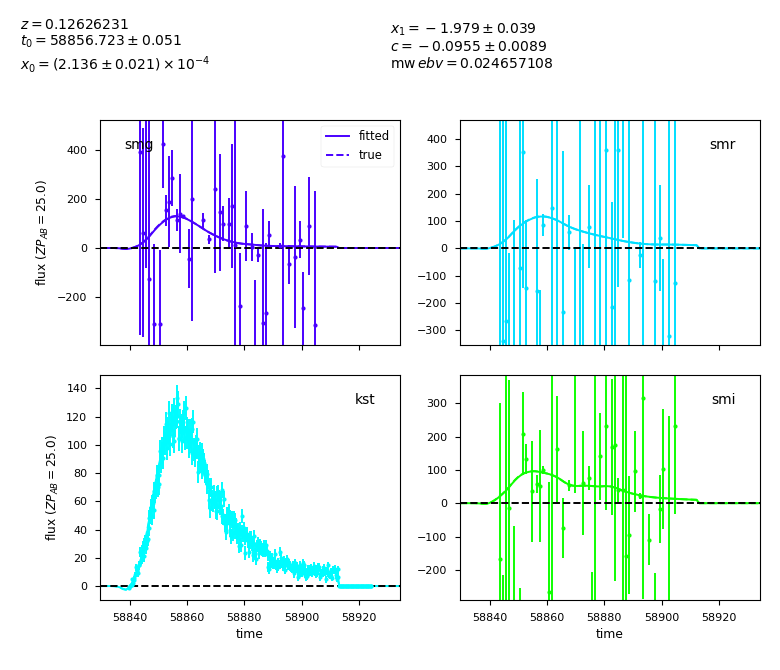 z = 0.12626231
t0 = 58856.723 ± 0.051
x0 = (2.136 ± 0.021) × 10⁻⁴
x1 = −1.979 ± 0.039
c = −0.0955 ± 0.0089
mw ebv = 0.024657108
smg
fitted
true
400
200
0
−200
flux (ZP_AB = 25.0)
smr
400
300
200
100
0
−100
−200
−300
kst
140
120
100
80
60
40
20
0
flux (ZP_AB = 25.0)
58840 58860 58880 58900 58920
time
smi
300
200
100
0
−100
−200
58840 58860 58880 58900 58920
time